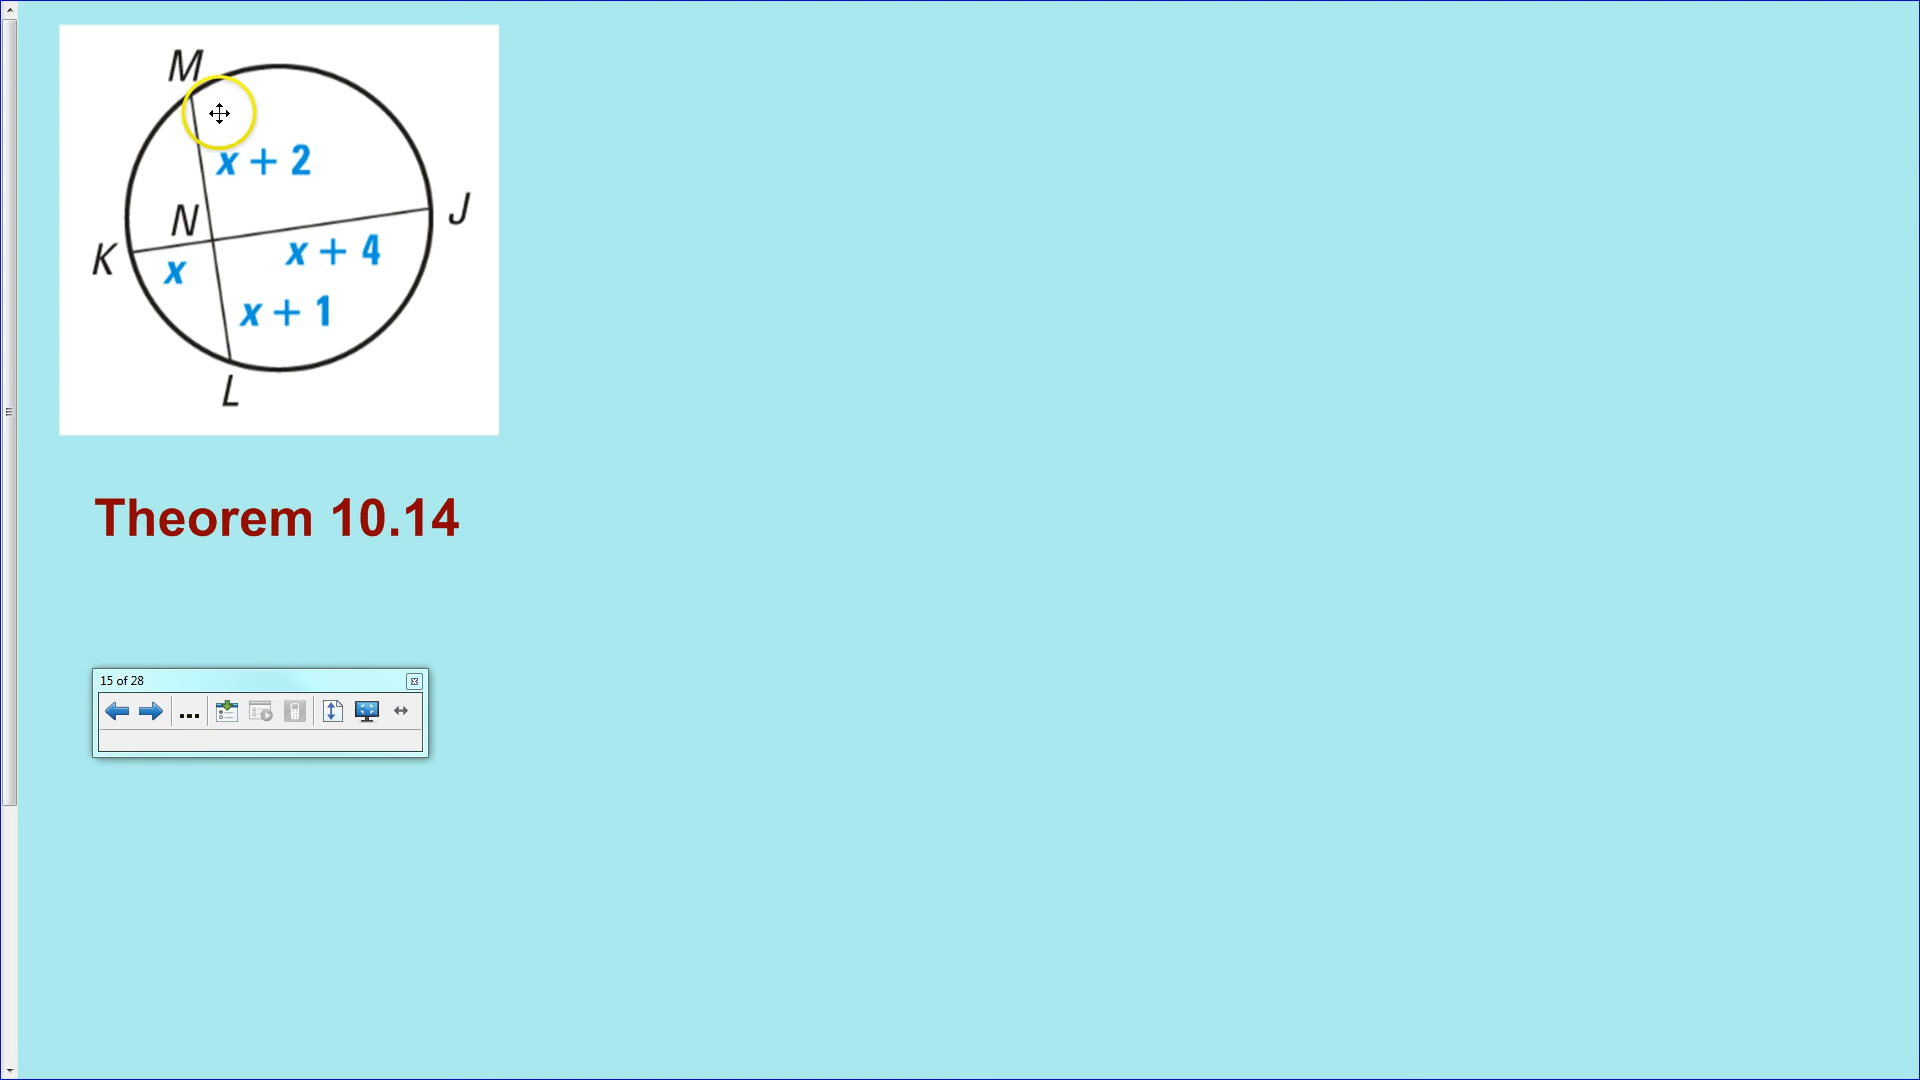 M
x + 2
N
J
K
x
x + 4
x + 1
L
Theorem 10.14
15 of 28
...